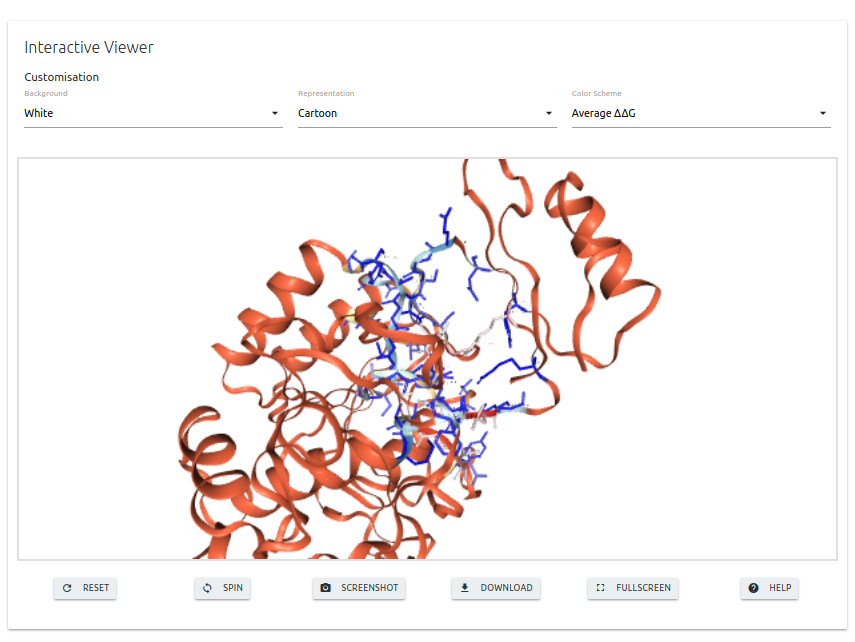 Interactive Viewer
Customisation
Background Representation Color Scheme
White Cartoon Average ΔΔG
RESET SPIN SCREENSHOT DOWNLOAD FULLSCREEN HELP